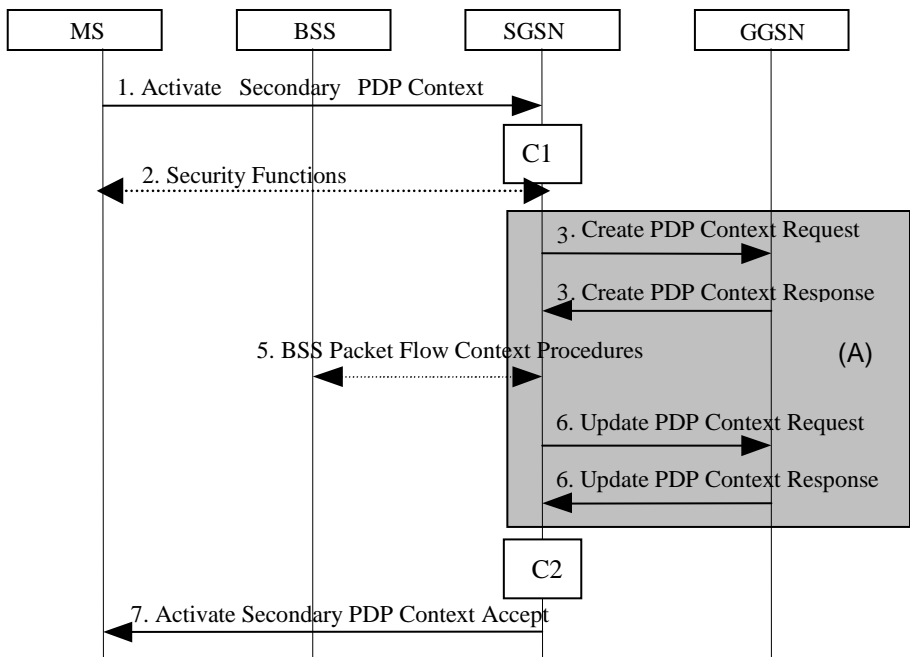 MS BSS SGSN GGSN
1. Activate Secondary PDP Context
C1
2. Security Functions
3. Create PDP Context Request
3. Create PDP Context Response
5. BSS Packet Flow Context Procedures
(A)
6. Update PDP Context Request
6. Update PDP Context Response
C2
7. Activate Secondary PDP Context Accept